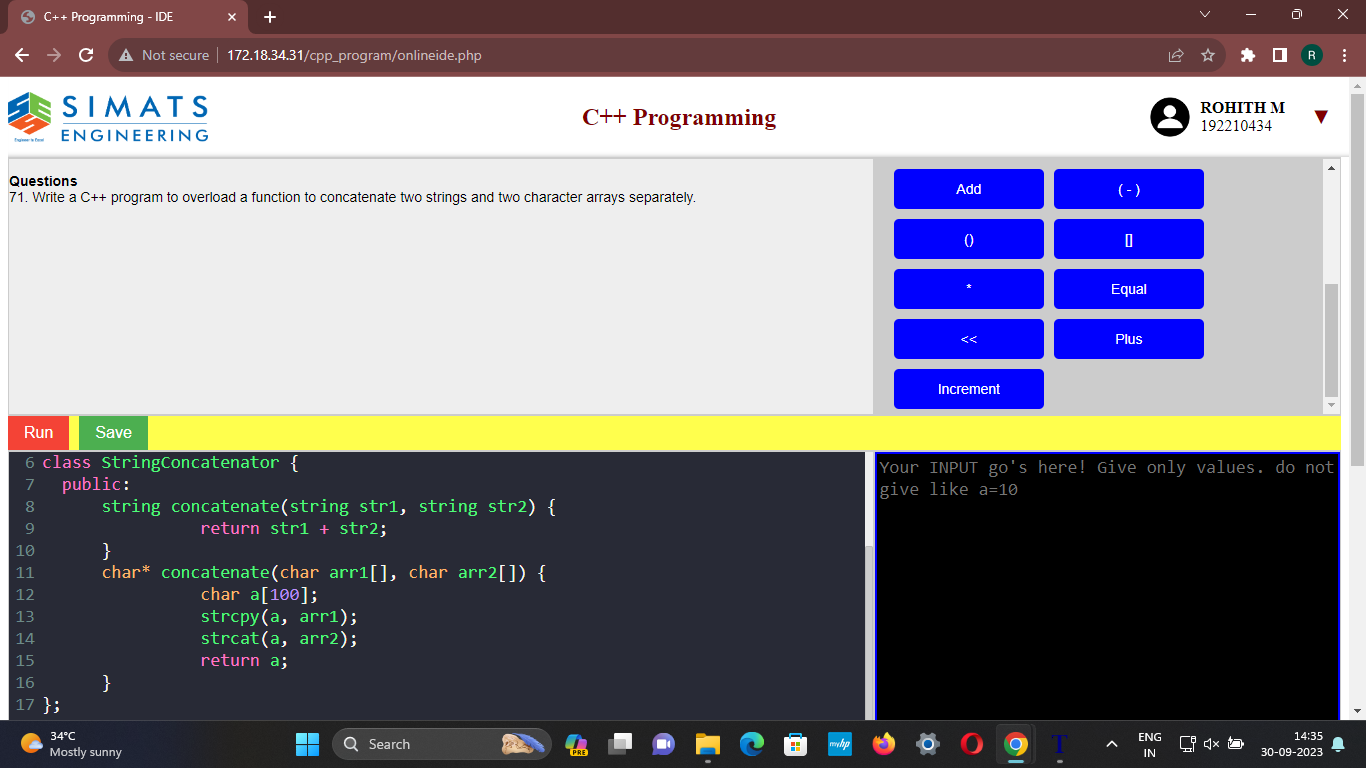 C++ Programming - IDE
Not secure
172.18.34.31/cpp_program/onlineide.php
R
SIMATS
ENGINEERING
Engineer to Excel
C++ Programming
ROHITH M
192210434
Questions
71. Write a C++ program to overload a function to concatenate two strings and two character arrays separately.
Add
( - )
()
[]
*
Equal
<<
Plus
Increment
Run
Save
6 class StringConcatenator {
7 public:
8 string concatenate(string str1, string str2) {
9 return str1 + str2;
10 }
11 char* concatenate(char arr1[], char arr2[]) {
12 char a[100];
13 strcpy(a, arr1);
14 strcat(a, arr2);
15 return a;
16 }
17 };
Your INPUT go's here! Give only values. do not
give like a=10
34°C
Mostly sunny
Search
PRE
myhp
T
ENG
IN
14:35
30-09-2023